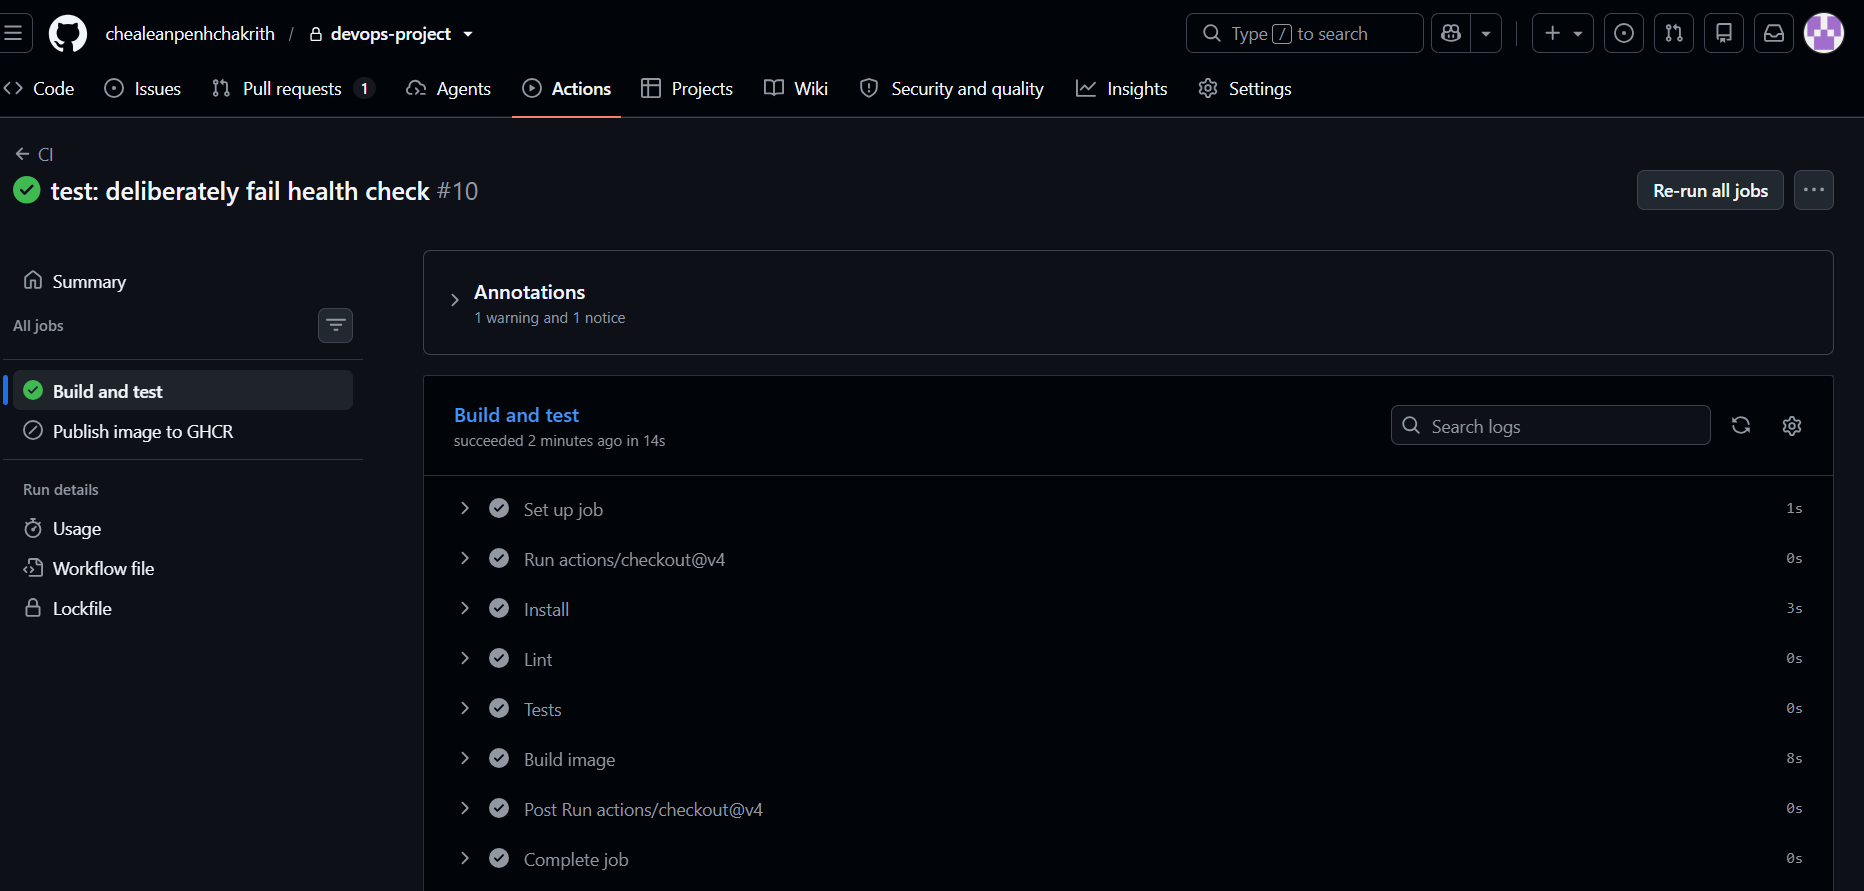 chealeanpenhchakrith / devops-project
Type / to search
Code
Issues
Pull requests 1
Agents
Actions
Projects
Wiki
Security and quality
Insights
Settings
CI
test: deliberately fail health check #10
Re-run all jobs
Summary
All jobs
Build and test
Publish image to GHCR
Run details
Usage
Workflow file
Lockfile
Annotations
1 warning and 1 notice
Build and test
succeeded 2 minutes ago in 14s
Search logs
Set up job 1s
Run actions/checkout@v4 0s
Install 3s
Lint 0s
Tests 0s
Build image 8s
Post Run actions/checkout@v4 0s
Complete job 0s